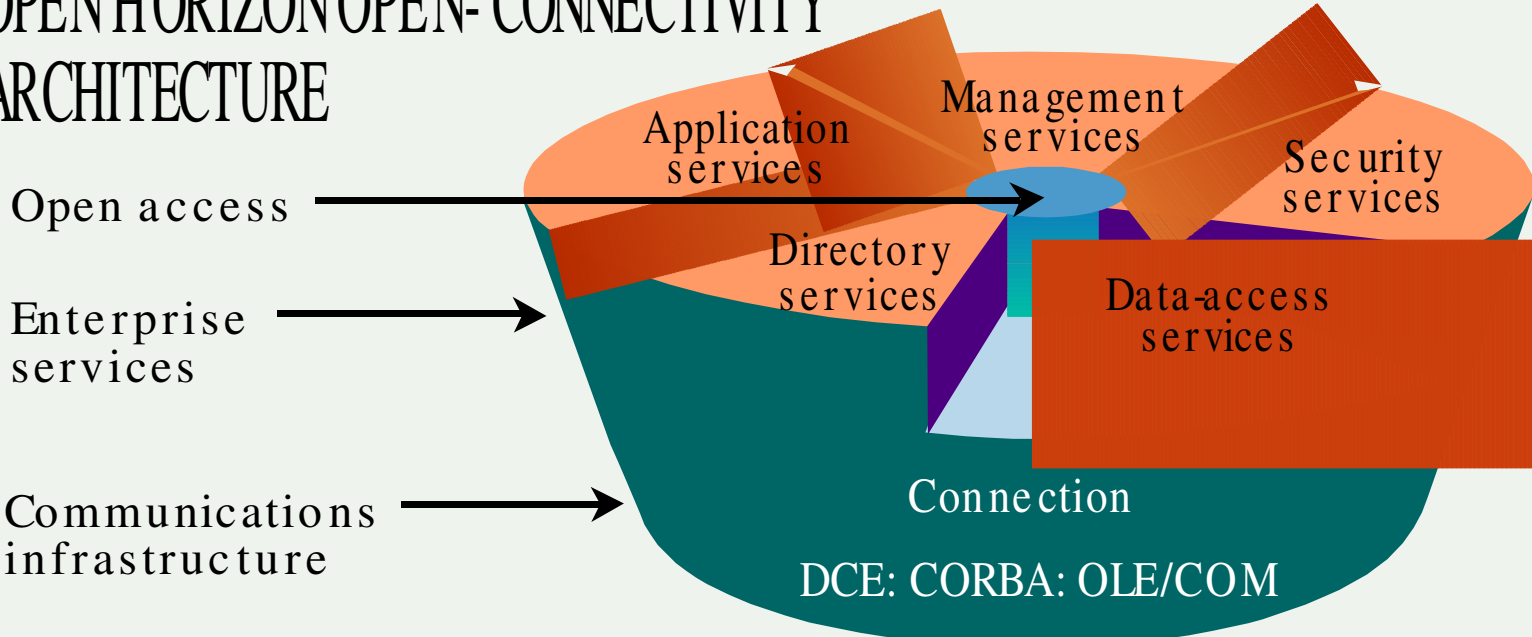 OPEN HORIZON OPEN- CONNECTIVITY
ARCHITECTURE
Open access
Enterprise
services
Communications
infrastructure
Application
services
Management
services
Security
services
Directory
services
Data-access
services
Connection
DCE: CORBA: OLE/COM